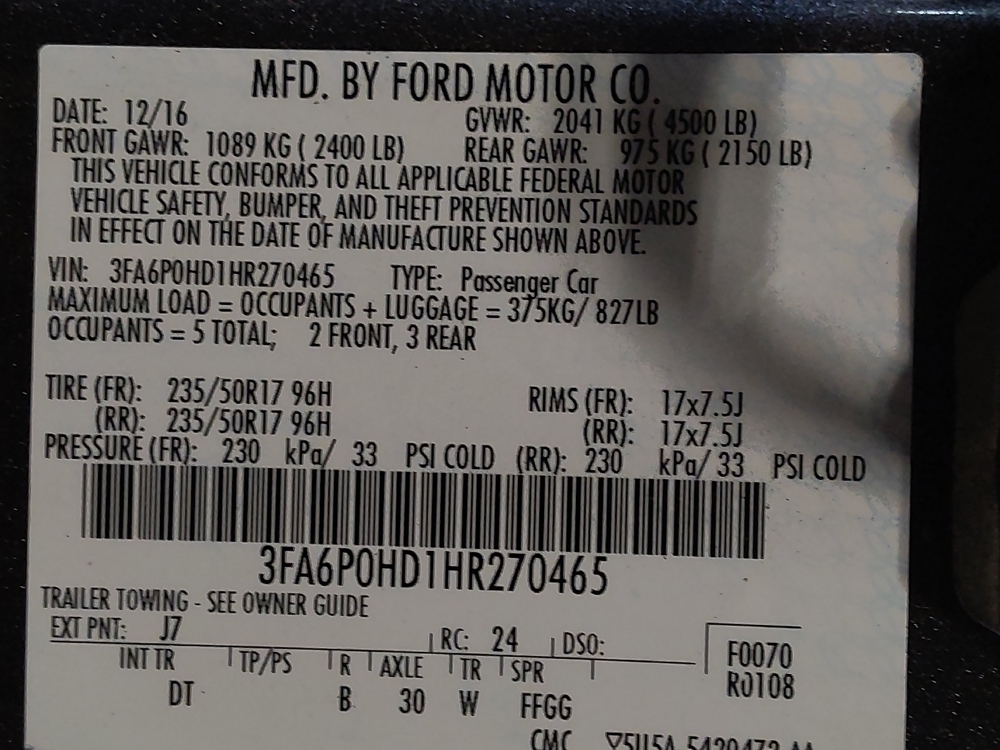 MFD. BY FORD MOTOR CO.
DATE: 12/16 GVWR: 2041 KG ( 4500 LB)
FRONT GAWR: 1089 KG ( 2400 LB) REAR GAWR: 975 KG ( 2150 LB)
THIS VEHICLE CONFORMS TO ALL APPLICABLE FEDERAL MOTOR
VEHICLE SAFETY, BUMPER, AND THEFT PREVENTION STANDARDS
IN EFFECT ON THE DATE OF MANUFACTURE SHOWN ABOVE.
VIN: 3FA6P0HD1HR270465 TYPE: Passenger Car
MAXIMUM LOAD = OCCUPANTS + LUGGAGE = 375KG/ 827LB
OCCUPANTS = 5 TOTAL; 2 FRONT, 3 REAR
TIRE (FR): 235/50R17 96H RIMS (FR): 17x7.5J
(RR): 235/50R17 96H (RR): 17x7.5J
PRESSURE (FR): 230 kPa/ 33 PSI COLD (RR): 230 kPa/ 33 PSI COLD
3FA6P0HD1HR270465
TRAILER TOWING - SEE OWNER GUIDE
EXT PNT: J7 RC: 24 DSO:
F0070
INT TR TP/PS R AXLE TR SPR
R0108
DT B 30 W FFGG
CMC